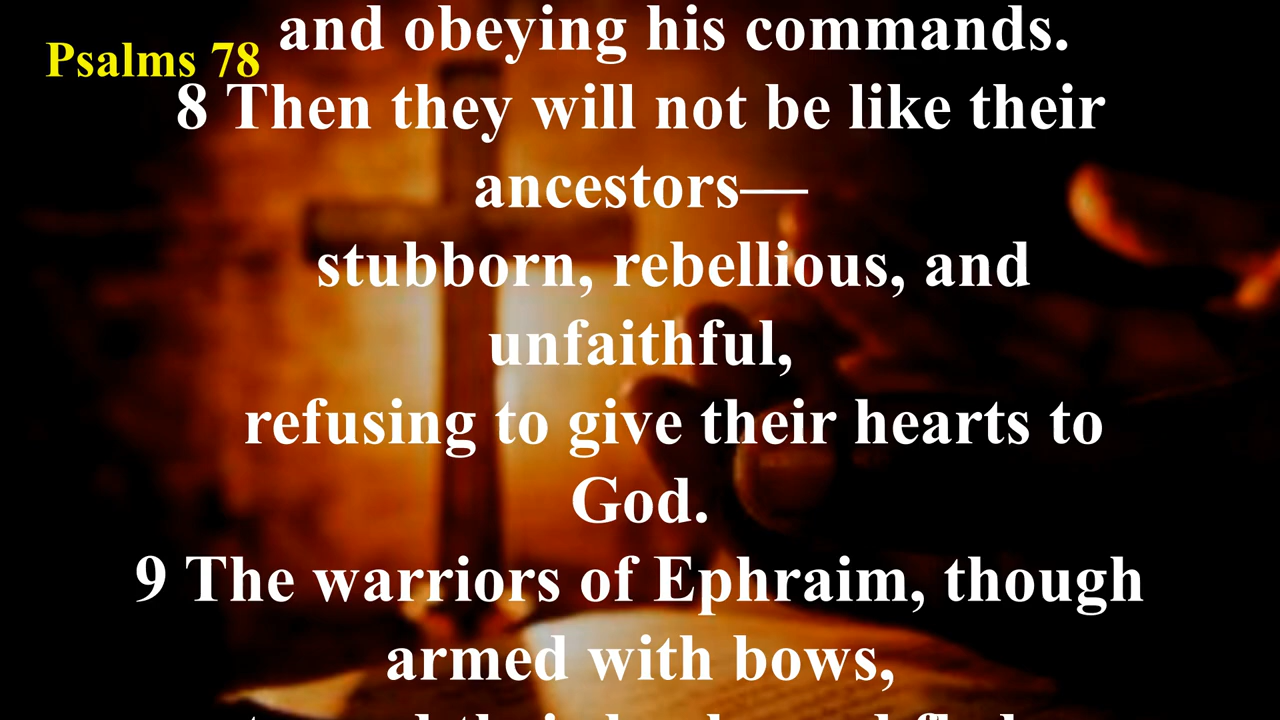 Psalms 78
and obeying his commands.
8 Then they will not be like their
ancestors—
stubborn, rebellious, and
unfaithful,
refusing to give their hearts to
God.
9 The warriors of Ephraim, though
armed with bows,